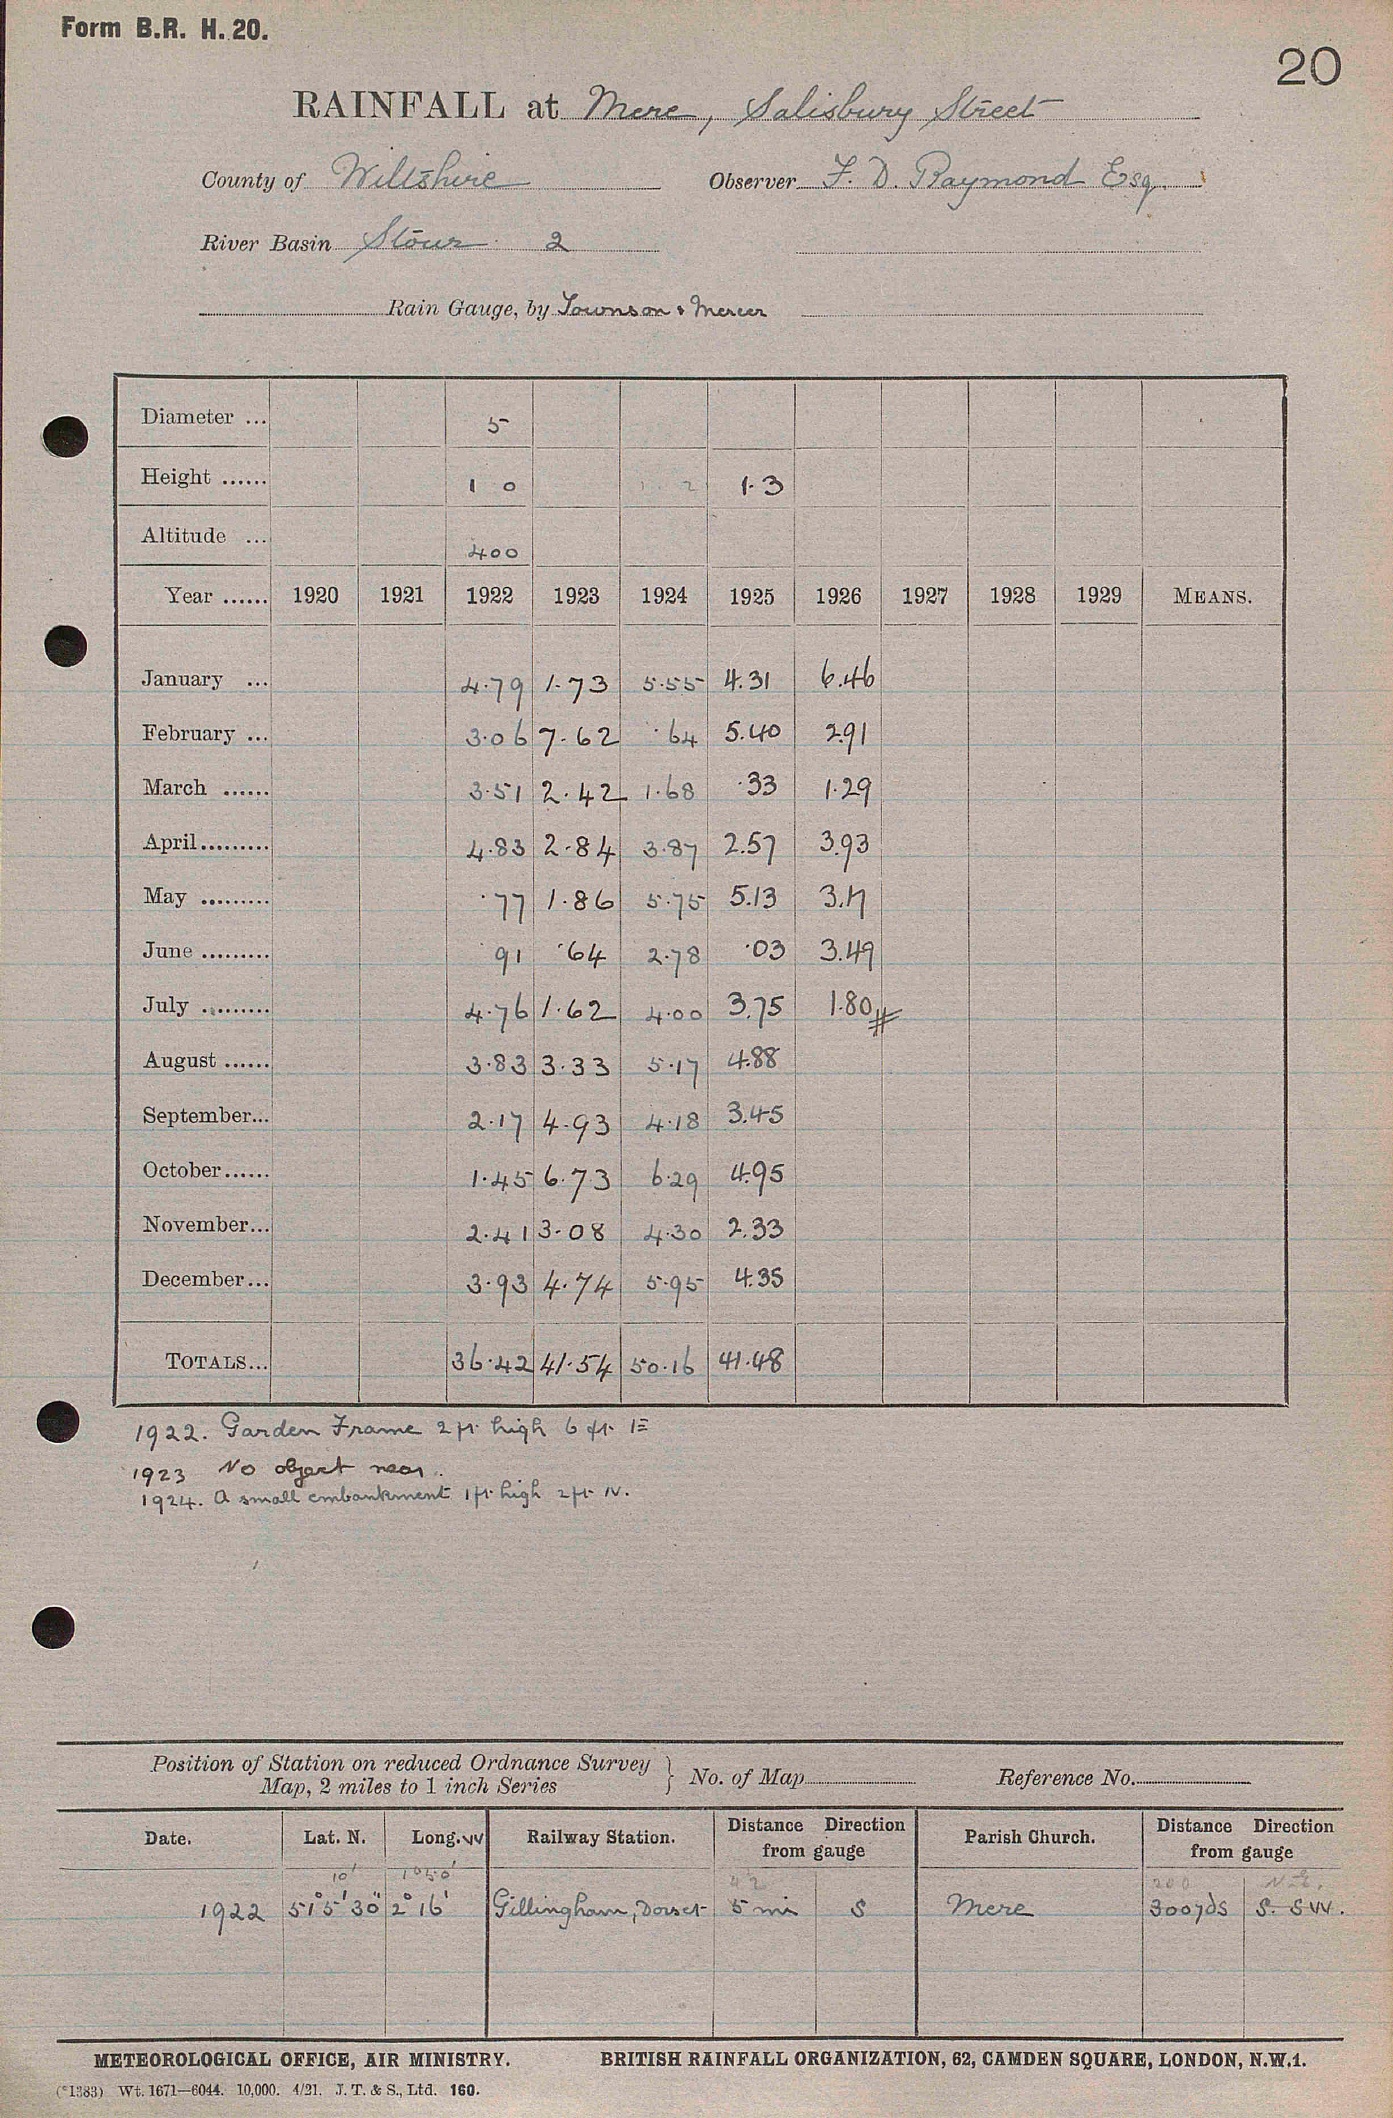 Form B.R. H. 20.
20
RAINFALL at Mere, Salisbury Street
County of Wiltshire Observer F. D. Raymond Esq.
River Basin Stour 2
Rain Gauge, by Townson & Mercer
Diameter ... 5
Height ...... 1 0 1 . 2 1.3
Altitude ... 400
Year ...... 1920 1921 1922 1923 1924 1925 1926 1927 1928 1929 MEANS.
January ... 4.79 1.73 5.55 4.31 6.46
February ... 3.06 7.62 .64 5.40 2.91
March ...... 3.51 2.42 1.68 .33 1.29
April ......... 4.83 2.84 3.87 2.57 3.93
May ......... .77 1.86 5.75 5.13 3.17
June ......... 91 .64 2.78 .03 3.49
July ......... 4.76 1.62 4.00 3.75 1.80 #
August ...... 3.83 3.33 5.17 4.88
September... 2.17 4.93 4.18 3.45
October...... 1.45 6.73 6.29 4.95
November... 2.41 3.08 4.30 2.33
December... 3.93 4.74 5.95 4.35
TOTALS... 36.42 41.54 50.16 41.48
1922. Garden Frame 2 ft. high 6 ft. E
1923 No object near.
1924. A small embankment 1 ft. high 2 ft. N.
Position of Station on reduced Ordnance Survey
Map, 2 miles to 1 inch Series } No. of Map Reference No.
Date. Lat. N. Long. W Railway Station. Distance Direction from gauge Parish Church. Distance Direction from gauge
10' 1°50' 4½ 200 N.E.
1922 51°5'30" 2°16' Gillingham, Dorset 5 mi S Mere 300 yds S. SW.
METEOROLOGICAL OFFICE, AIR MINISTRY. BRITISH RAINFALL ORGANIZATION, 62, CAMDEN SQUARE, LONDON, N.W.1.
(*1383) Wt. 1671—6044. 10,000. 4/21. J. T. & S., Ltd. 160.